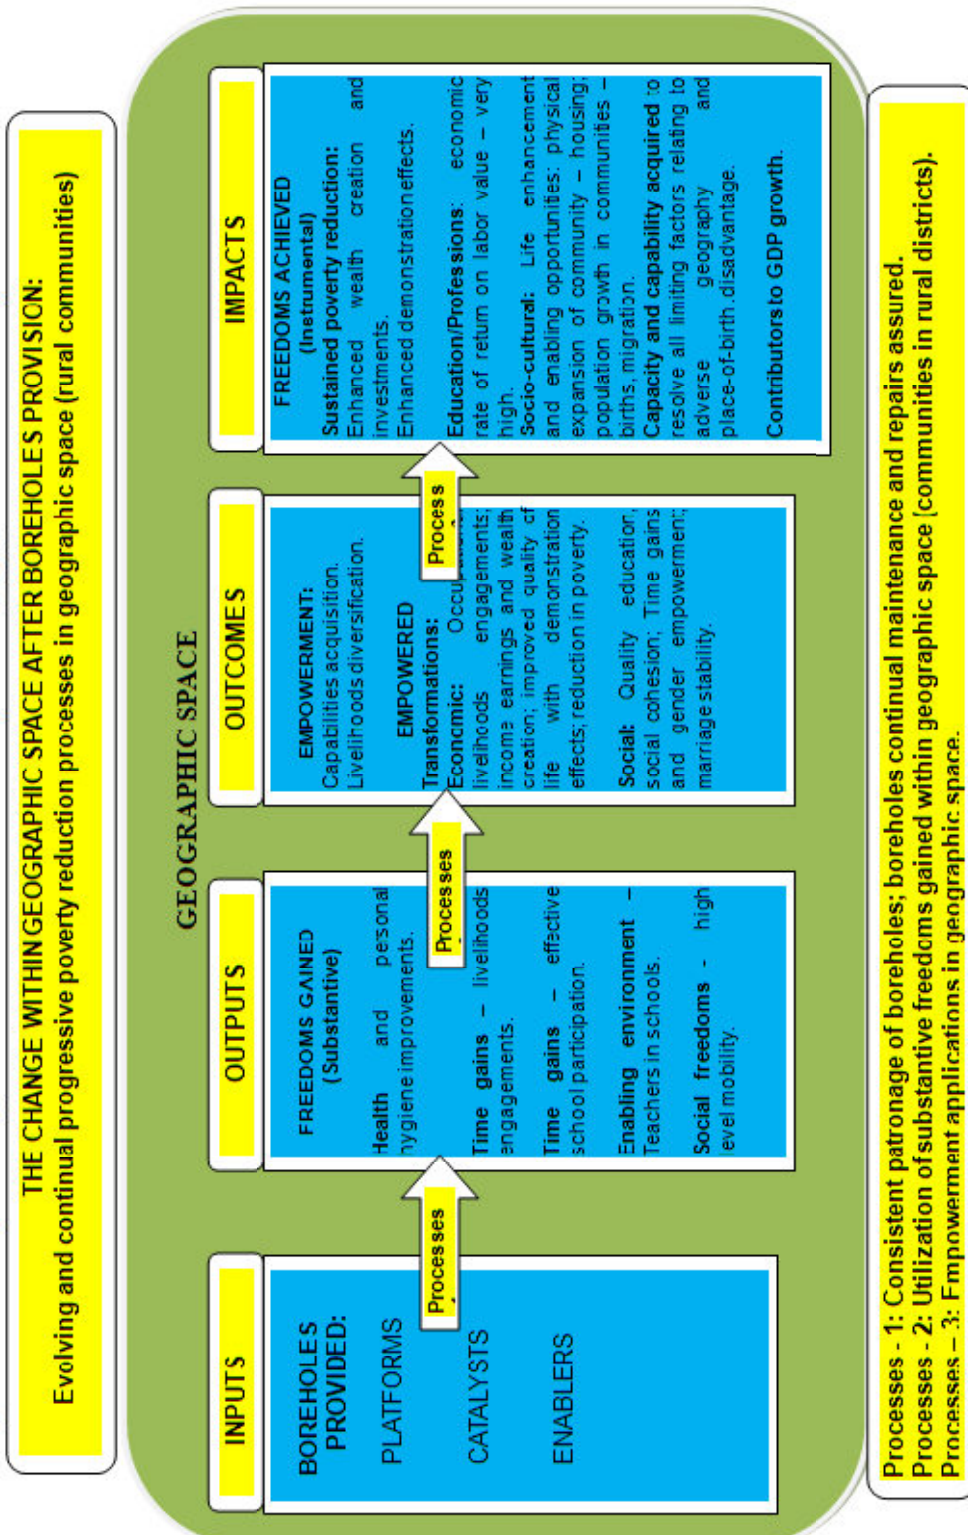 THE CHANGE WITHIN GEOGRAPHIC SPACE AFTER BOREHOLES PROVISION:
Evolving and continual progressive poverty reduction processes in geographic space (rural communities)
GEOGRAPHIC SPACE
INPUTS
BOREHOLES
PROVIDED:
PLATFORMS
CATALYSTS
ENABLERS
Processes
OUTPUTS
FREEDOMS GAINED
(Substantive)
Health and personal
hygiene improvements.
Time gains – livelihoods
engagements.
Time gains – effective
school participation.
Enabling environment –
Teachers in schools.
Social freedoms - high
level mobility.
Processes
OUTCOMES
EMPOWERMENT:
Capabilities acquisition.
Livelihoods diversification.
EMPOWERED
Transformations:
Economic:
livelihoods engagements;
income earnings and wealth
creation; improved quality of
life with demonstration
effects; reduction in poverty.
Social: Quality education,
social cohesion; Time gains
and gender empowerment;
marriage stability.
Process
IMPACTS
FREEDOMS ACHIEVED
(Instrumental)
Sustained poverty reduction:
Enhanced wealth creation and
investments.
Enhanced demonstration effects.
Education/Professions: economic
rate of return on labor value – very
high.
Socio-cultural: Life enhancement
and enabling opportunities: physical
expansion of community – housing;
population growth in communities –
births, migration.
Capacity and capability acquired to
resolve all limiting factors relating to
adverse geography and
place-of-birth.disadvantage.
Contributors to GDP growth.
Processes - 1: Consistent patronage of boreholes; boreholes continual maintenance and repairs assured.
Processes - 2: Utilization of substantive freedoms gained within geographic space (communities in rural districts).
Processes – 3: Empowerment applications in geographic space.